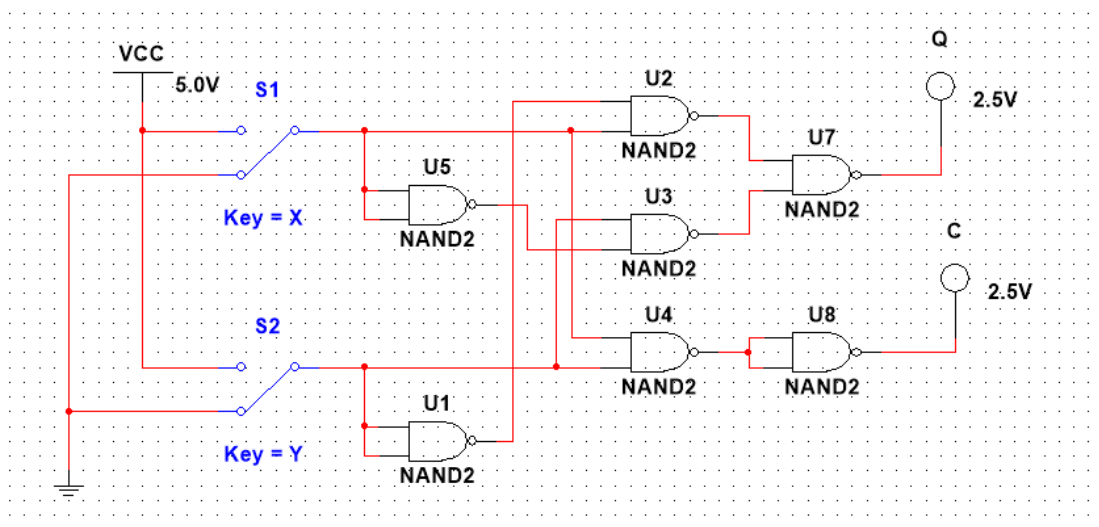 VCC
5.0V
S1
Key = X
U5
NAND2
U2
NAND2
U3
NAND2
U7
NAND2
Q
2.5V
C
2.5V
S2
Key = Y
U1
NAND2
U4
NAND2
U8
NAND2